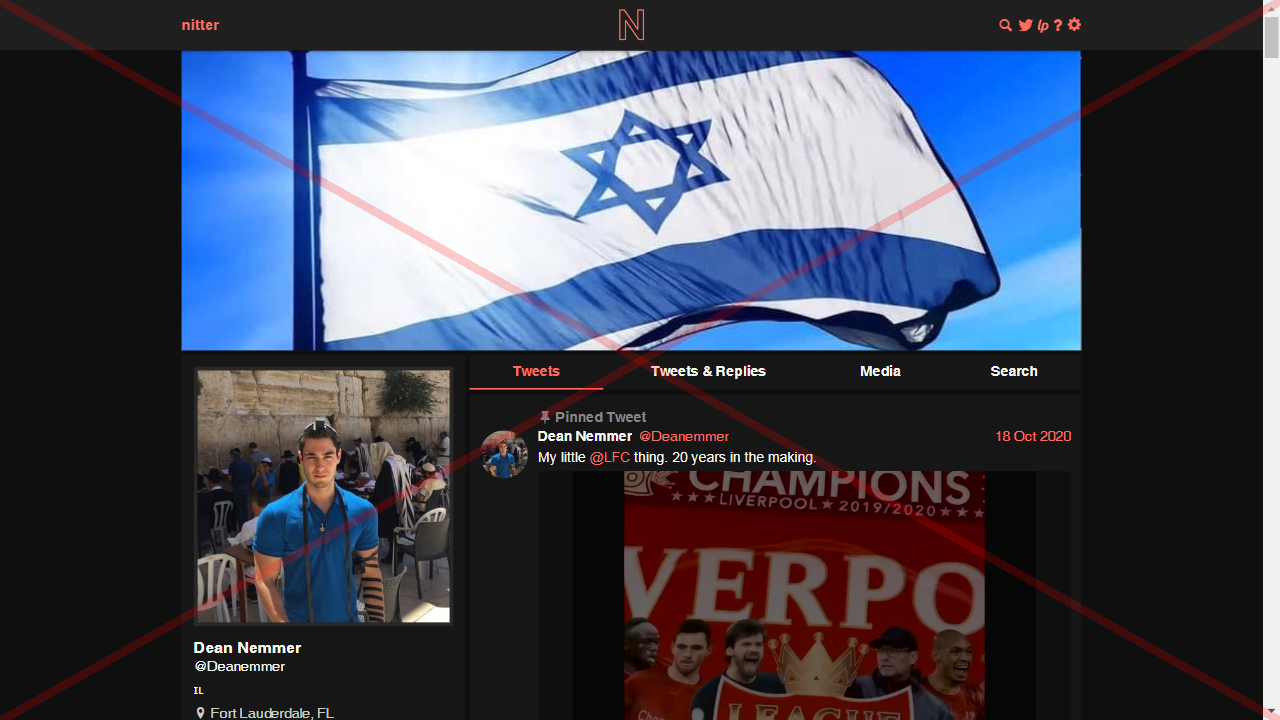 nitter
N
lp ?
Tweets
Tweets & Replies
Media
Search
Pinned Tweet
Dean Nemmer @Deanemmer
18 Oct 2020
My little @LFC thing. 20 years in the making.
CHAMPIONS
★★★ LIVERPOOL ★ 2019/2020 ★★★
VERPO
LEAGUE
Dean Nemmer
@Deanemmer
IL
Fort Lauderdale, FL